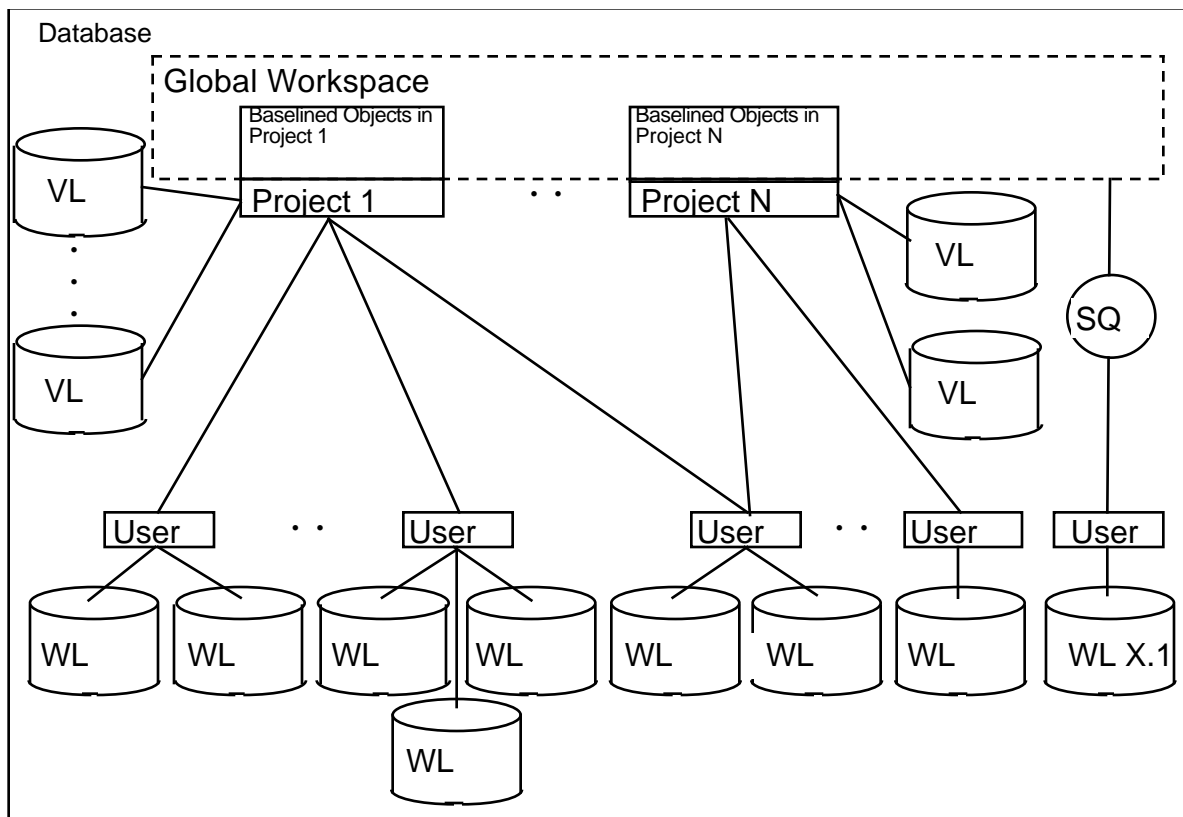 Database
Global Workspace
Baselined Objects in
Project 1
Baselined Objects in
Project N
VL
Project 1
. .
Project N
VL
SQ
VL
VL
User
. .
User
User
. .
User
User
WL
WL
WL
WL
WL
WL
WL
WL X.1
WL